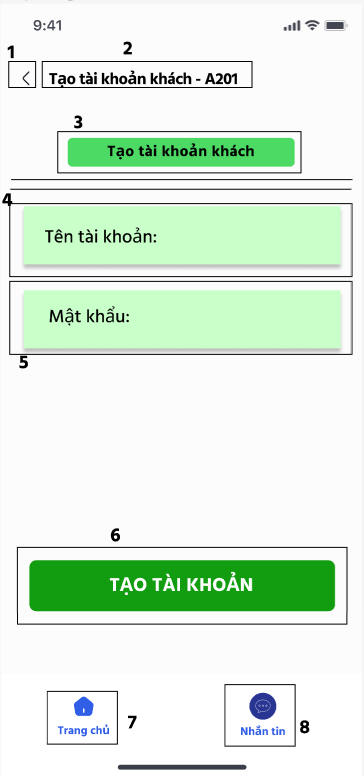 9:41
1
2
Tạo tài khoản khách - A201
3
Tạo tài khoản khách
4
Tên tài khoản:
Mật khẩu:
5
6
TẠO TÀI KHOẢN
Trang chủ
7
Nhắn tin
8